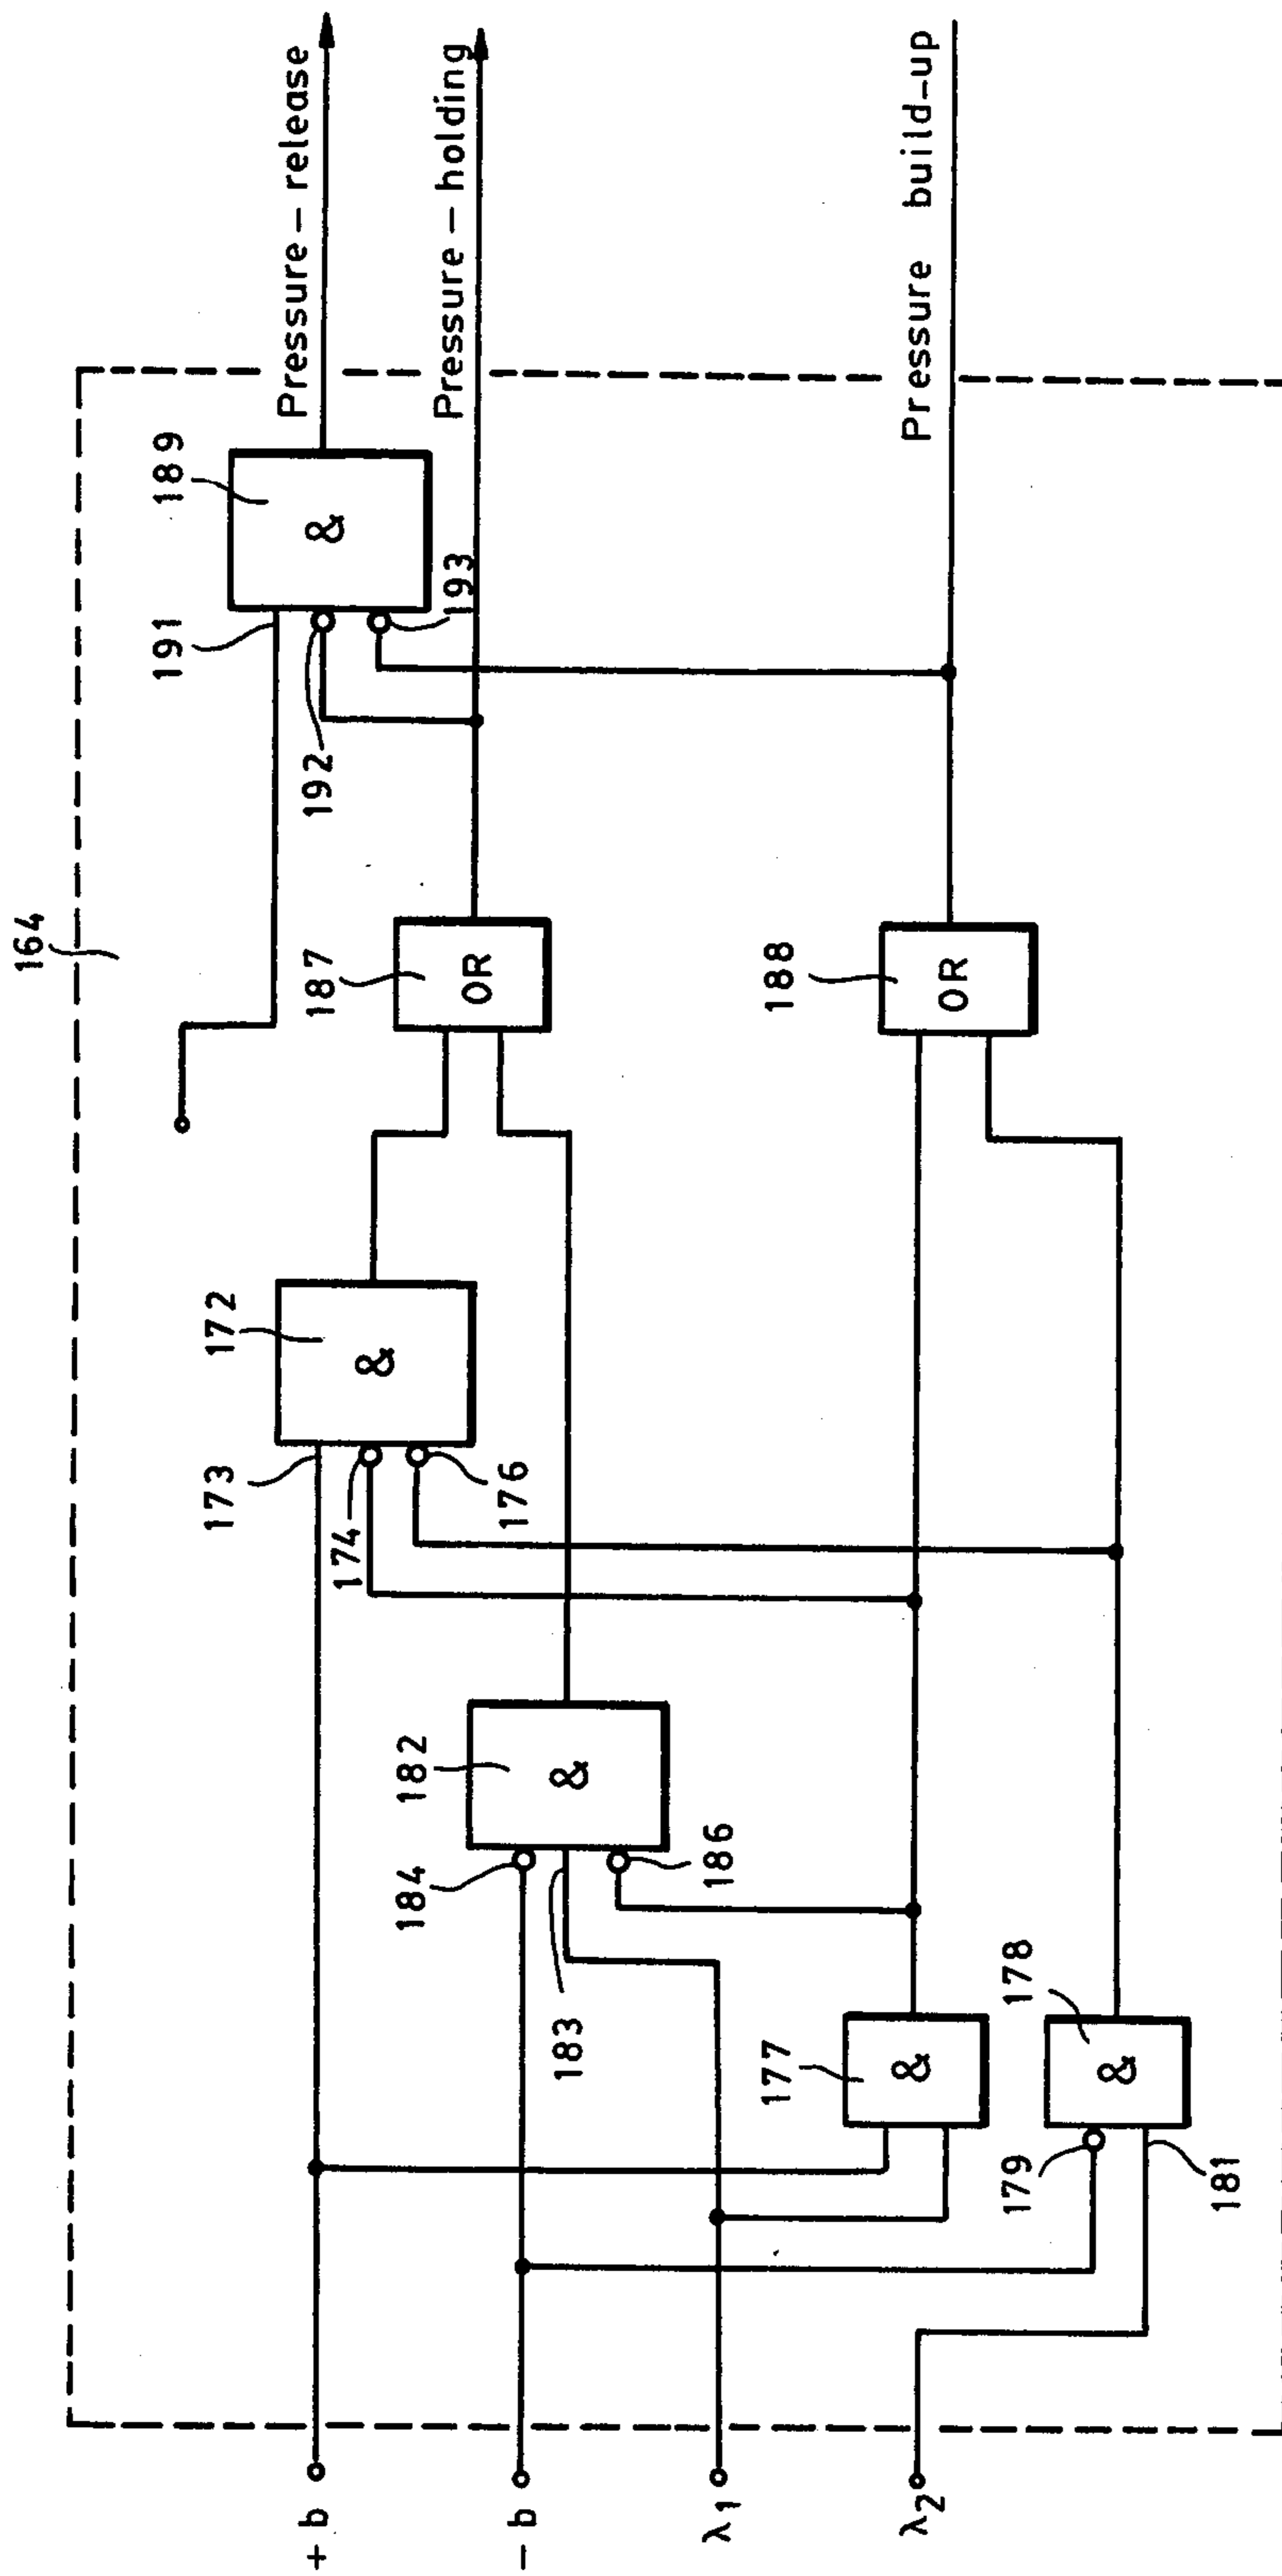 164
Pressure – release
189
&
191
192
193
Pressure – holding
187
OR
172
&
173
174
176
182
&
184
183
186
188
OR
Pressure build-up
177
&
178
&
179
181
+ b
– b
λ1
λ2